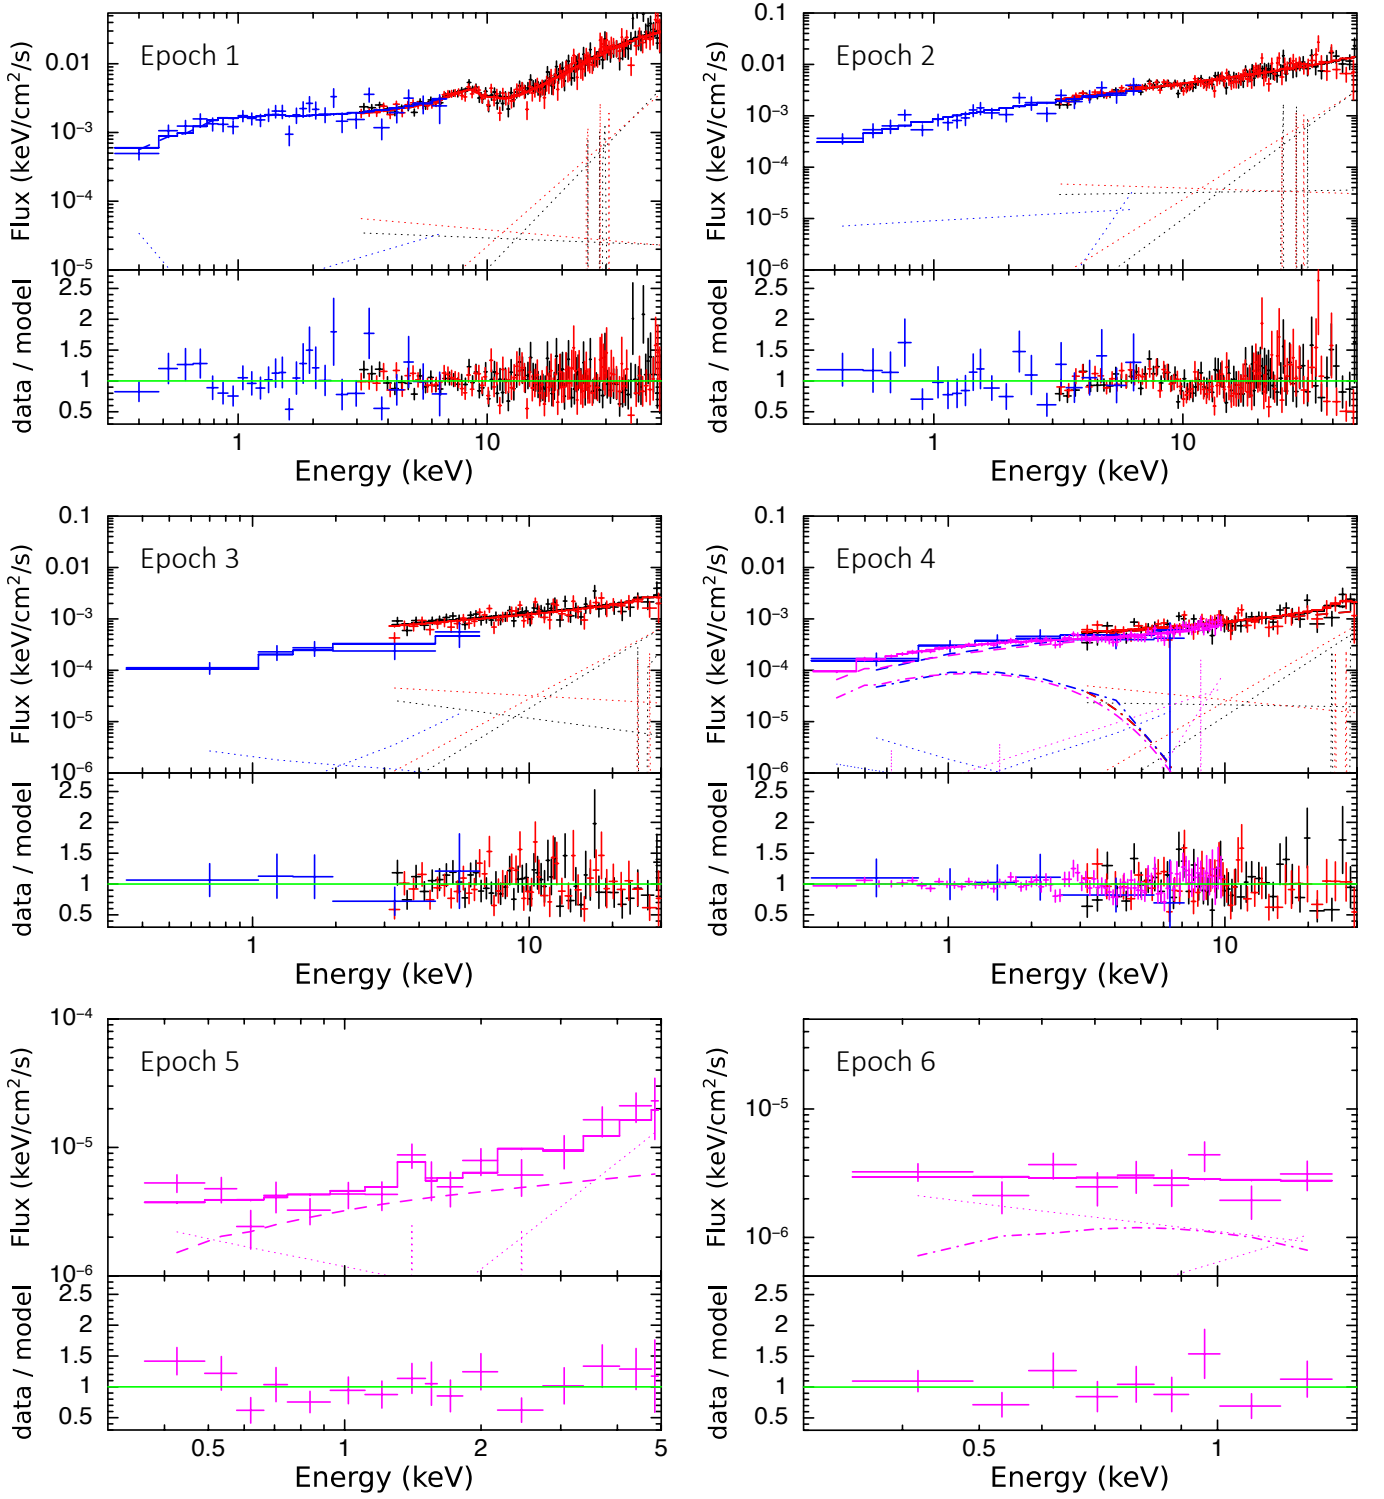 Epoch 1
Flux (keV/cm²/s)
0.01
10⁻³
10⁻⁴
10⁻⁵
data / model
2.5
2
1.5
1
0.5
1 10
Energy (keV)
Epoch 2
Flux (keV/cm²/s)
0.1
0.01
10⁻³
10⁻⁴
10⁻⁵
10⁻⁶
data / model
2.5
2
1.5
1
0.5
1 10
Energy (keV)
Epoch 3
Flux (keV/cm²/s)
0.1
0.01
10⁻³
10⁻⁴
10⁻⁵
10⁻⁶
data / model
2.5
2
1.5
1
0.5
1 10
Energy (keV)
Epoch 4
Flux (keV/cm²/s)
0.1
0.01
10⁻³
10⁻⁴
10⁻⁵
10⁻⁶
data / model
2.5
2
1.5
1
0.5
1 10
Energy (keV)
Epoch 5
Flux (keV/cm²/s)
10⁻⁴
10⁻⁵
10⁻⁶
data / model
2.5
2
1.5
1
0.5
0.5 1 2 5
Energy (keV)
Epoch 6
Flux (keV/cm²/s)
10⁻⁵
10⁻⁶
data / model
2.5
2
1.5
1
0.5
0.5 1
Energy (keV)